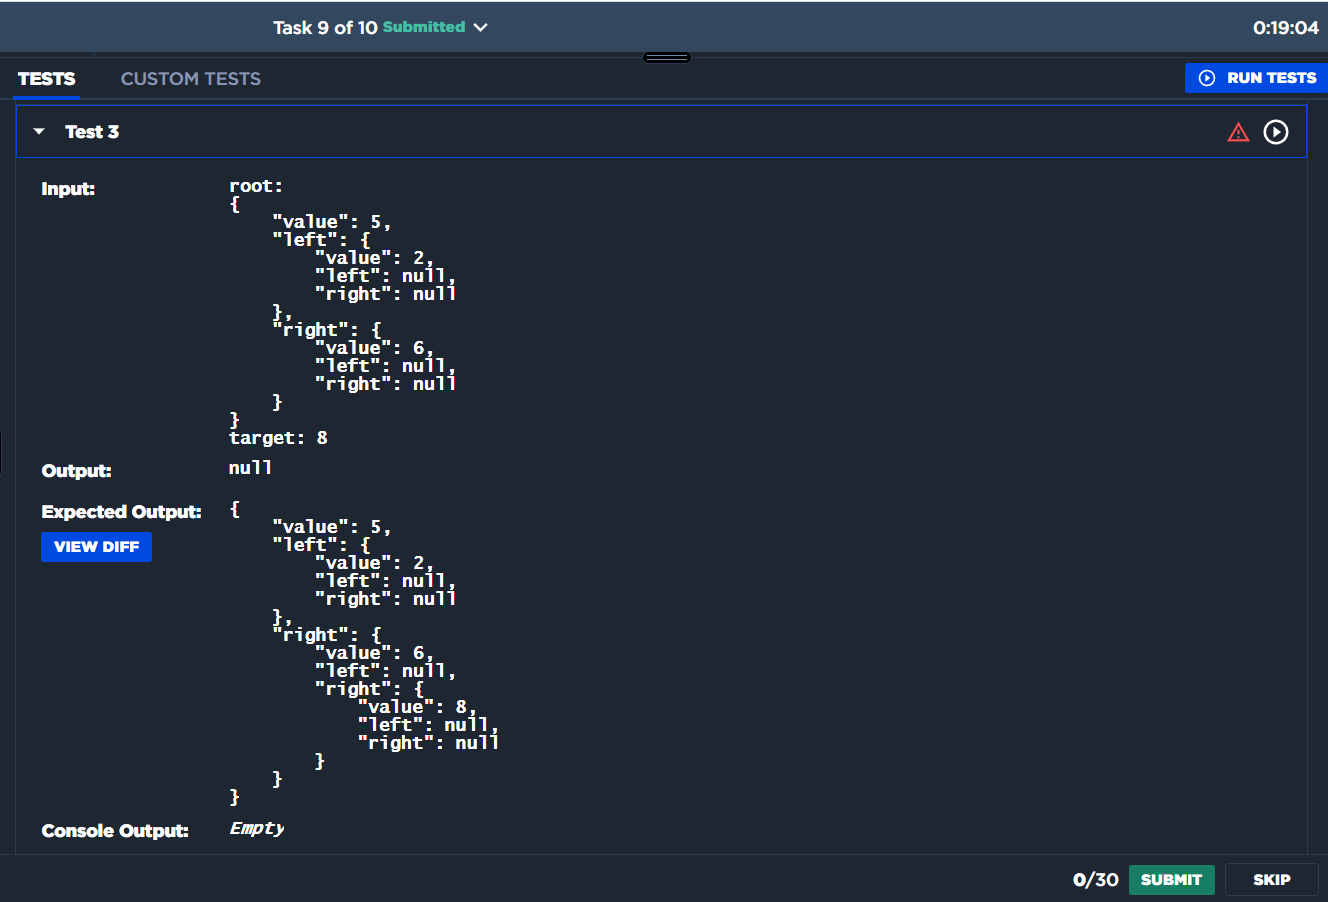 Task 9 of 10 Submitted
0:19:04
TESTS
CUSTOM TESTS
RUN TESTS
Test 3
Input:
root:
{
    "value": 5,
    "left": {
        "value": 2,
        "left": null,
        "right": null
    },
    "right": {
        "value": 6,
        "left": null,
        "right": null
    }
}
target: 8
Output:
null
Expected Output:
VIEW DIFF
{
    "value": 5,
    "left": {
        "value": 2,
        "left": null,
        "right": null
    },
    "right": {
        "value": 6,
        "left": null,
        "right": {
            "value": 8,
            "left": null,
            "right": null
        }
    }
}
Console Output:
Empty
0/30
SUBMIT
SKIP